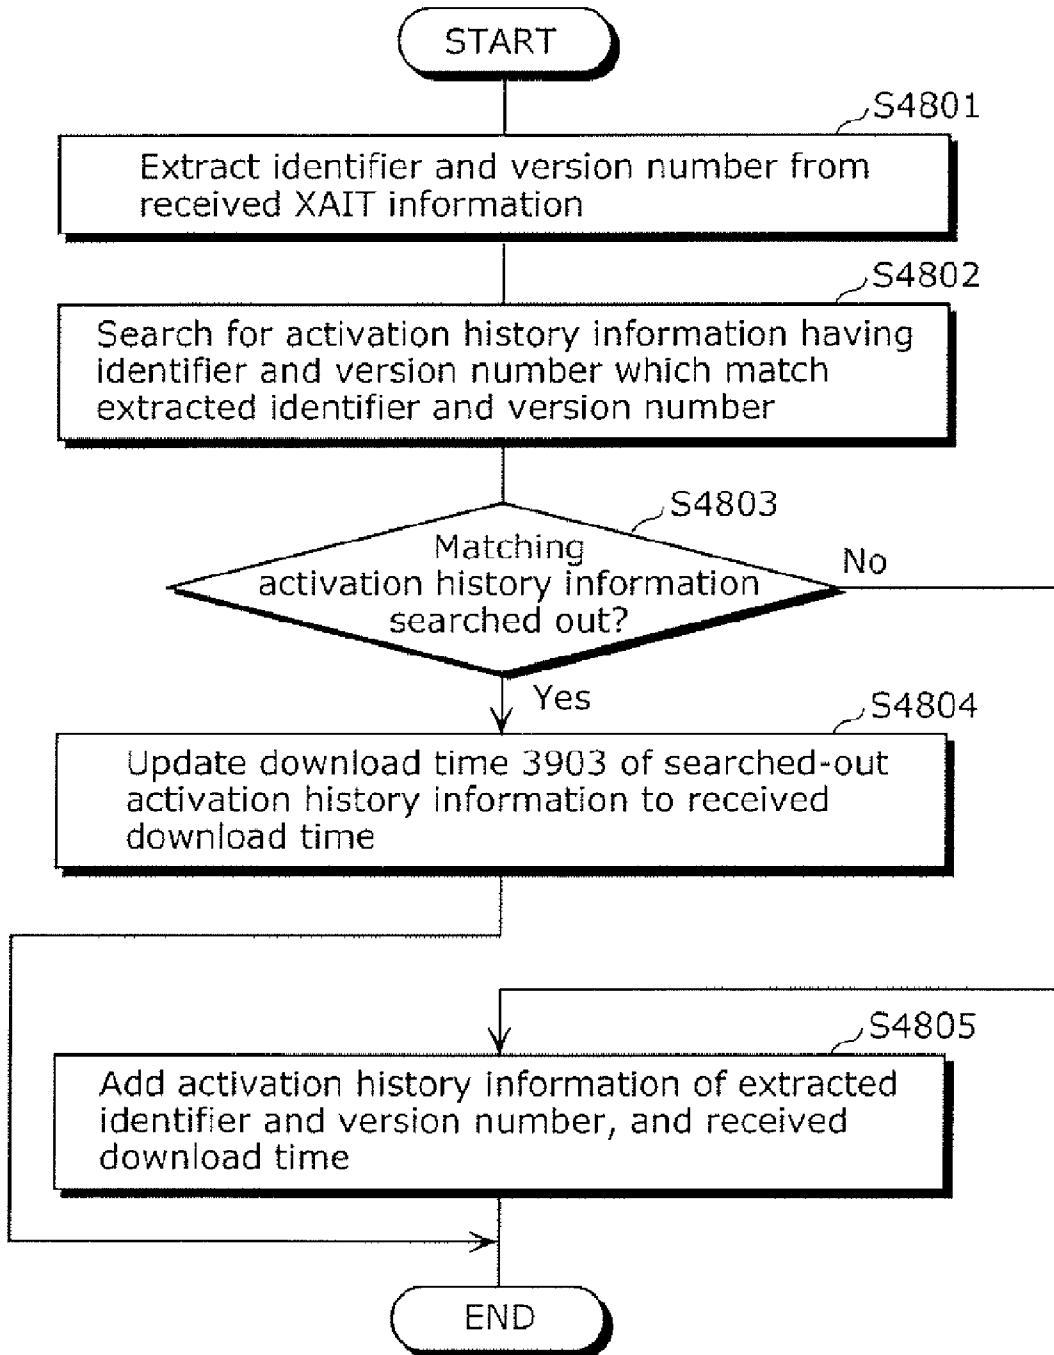 START
S4801
Extract identifier and version number from
received XAIT information
S4802
Search for activation history information having
identifier and version number which match
extracted identifier and version number
S4803
Matching
activation history information
searched out?
No
Yes
S4804
Update download time 3903 of searched-out
activation history information to received
download time
S4805
Add activation history information of extracted
identifier and version number, and received
download time
END